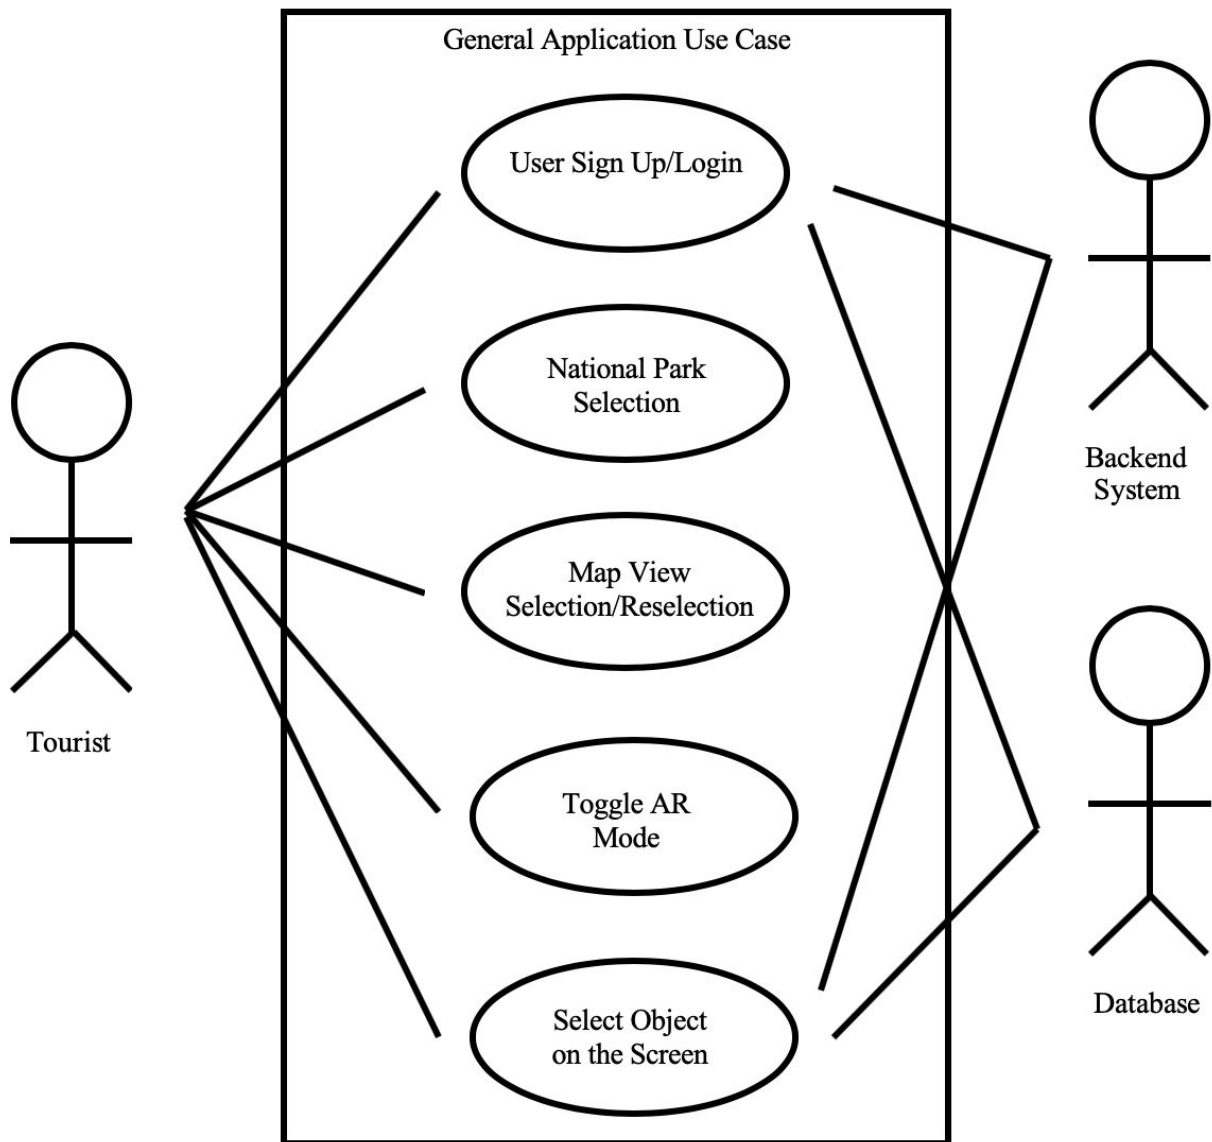 General Application Use Case
User Sign Up/Login
National Park
Selection
Map View
Selection/Reselection
Toggle AR
Mode
Select Object
on the Screen
Tourist
Backend
System
Database